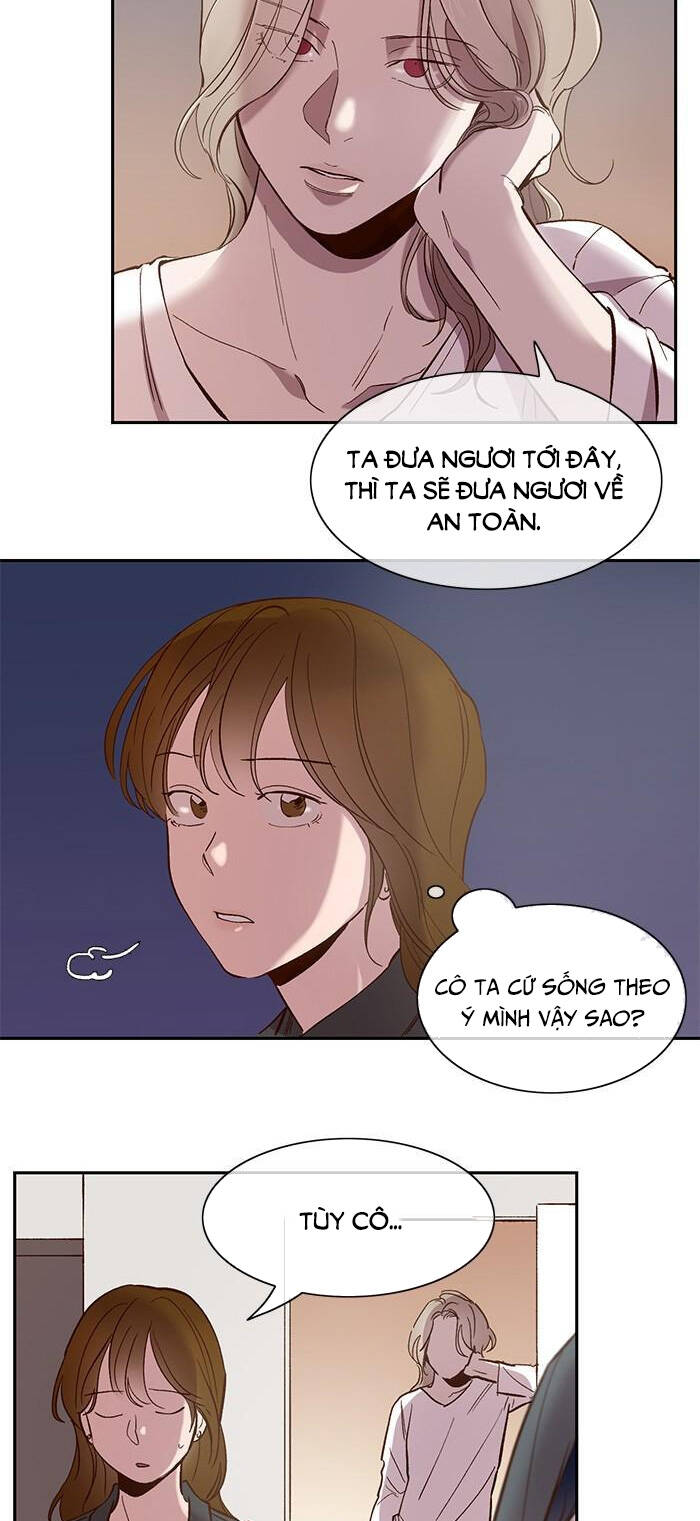 TA ĐƯA NGƯƠI TỚI ĐÂY,
THÌ TA SẼ ĐƯA NGƯƠI VỀ
AN TOÀN.
CÔ TA CỨ SỐNG THEO
Ý MÌNH VẬY SAO?
TÙY CÔ...